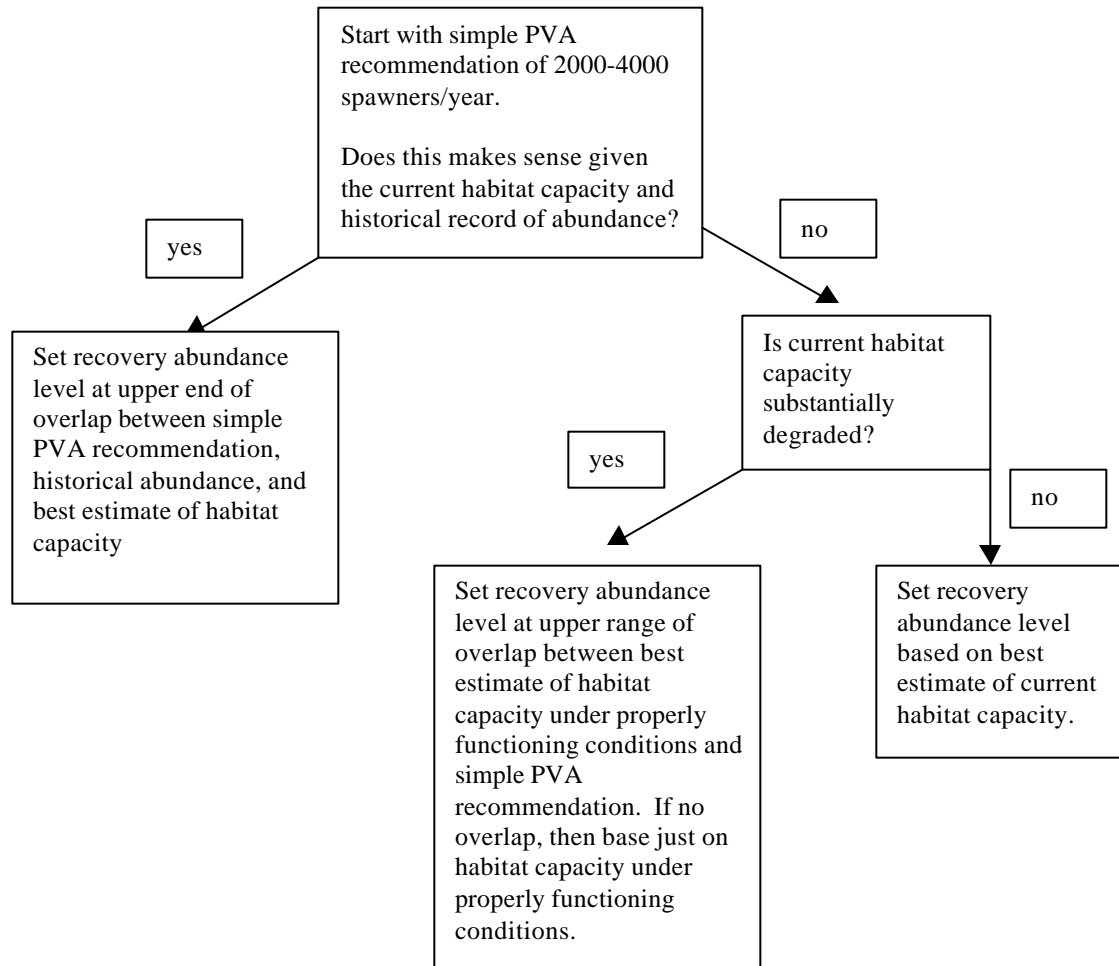 Start with simple PVA
recommendation of 2000-4000
spawners/year.
Does this makes sense given
the current habitat capacity and
historical record of abundance?
yes
no
Set recovery abundance
level at upper end of
overlap between simple
PVA recommendation,
historical abundance, and
best estimate of habitat
capacity
Is current habitat
capacity
substantially
degraded?
yes
no
Set recovery abundance
level at upper range of
overlap between best
estimate of habitat
capacity under properly
functioning conditions and
simple PVA
recommendation.  If no
overlap, then base just on
habitat capacity under
properly functioning
conditions.
Set recovery
abundance level
based on best
estimate of current
habitat capacity.